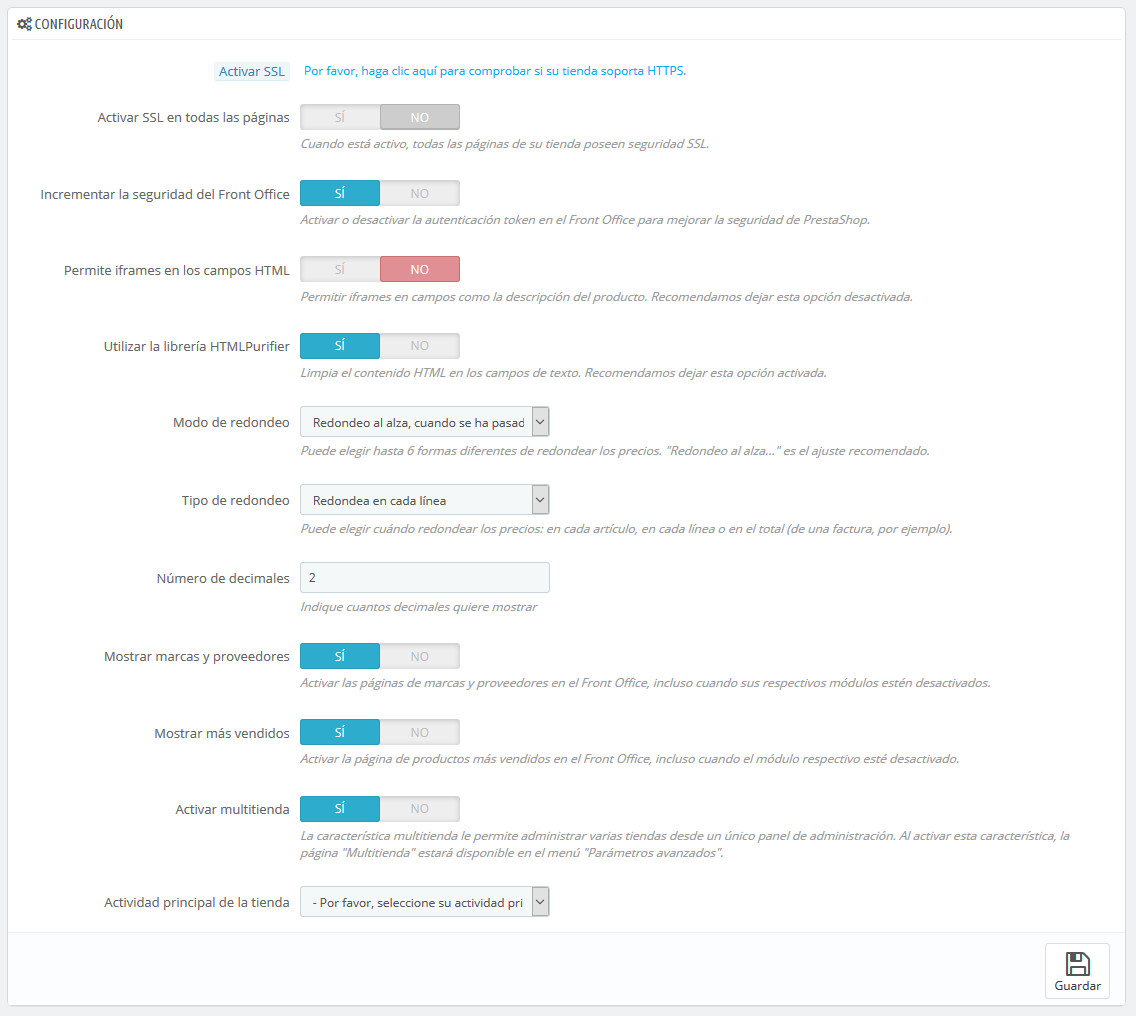 CONFIGURACIÓN
Activar SSL Por favor, haga clic aquí para comprobar si su tienda soporta HTTPS.
Activar SSL en todas las páginas SÍ NO
Cuando está activo, todas las páginas de su tienda poseen seguridad SSL.
Incrementar la seguridad del Front Office SÍ NO
Activar o desactivar la autenticación token en el Front Office para mejorar la seguridad de PrestaShop.
Permite iframes en los campos HTML SÍ NO
Permitir iframes en campos como la descripción del producto. Recomendamos dejar esta opción desactivada.
Utilizar la librería HTMLPurifier SÍ NO
Limpia el contenido HTML en los campos de texto. Recomendamos dejar esta opción activada.
Modo de redondeo Redondeo al alza, cuando se ha pasad
Puede elegir hasta 6 formas diferentes de redondear los precios. "Redondeo al alza..." es el ajuste recomendado.
Tipo de redondeo Redondea en cada línea
Puede elegir cuándo redondear los precios: en cada artículo, en cada línea o en el total (de una factura, por ejemplo).
Número de decimales 2
Indique cuantos decimales quiere mostrar
Mostrar marcas y proveedores SÍ NO
Activar las páginas de marcas y proveedores en el Front Office, incluso cuando sus respectivos módulos estén desactivados.
Mostrar más vendidos SÍ NO
Activar la página de productos más vendidos en el Front Office, incluso cuando el módulo respectivo esté desactivado.
Activar multitienda SÍ NO
La característica multitienda le permite administrar varias tiendas desde un único panel de administración. Al activar esta característica, la
página "Multitienda" estará disponible en el menú "Parámetros avanzados".
Actividad principal de la tienda - Por favor, seleccione su actividad pri
Guardar